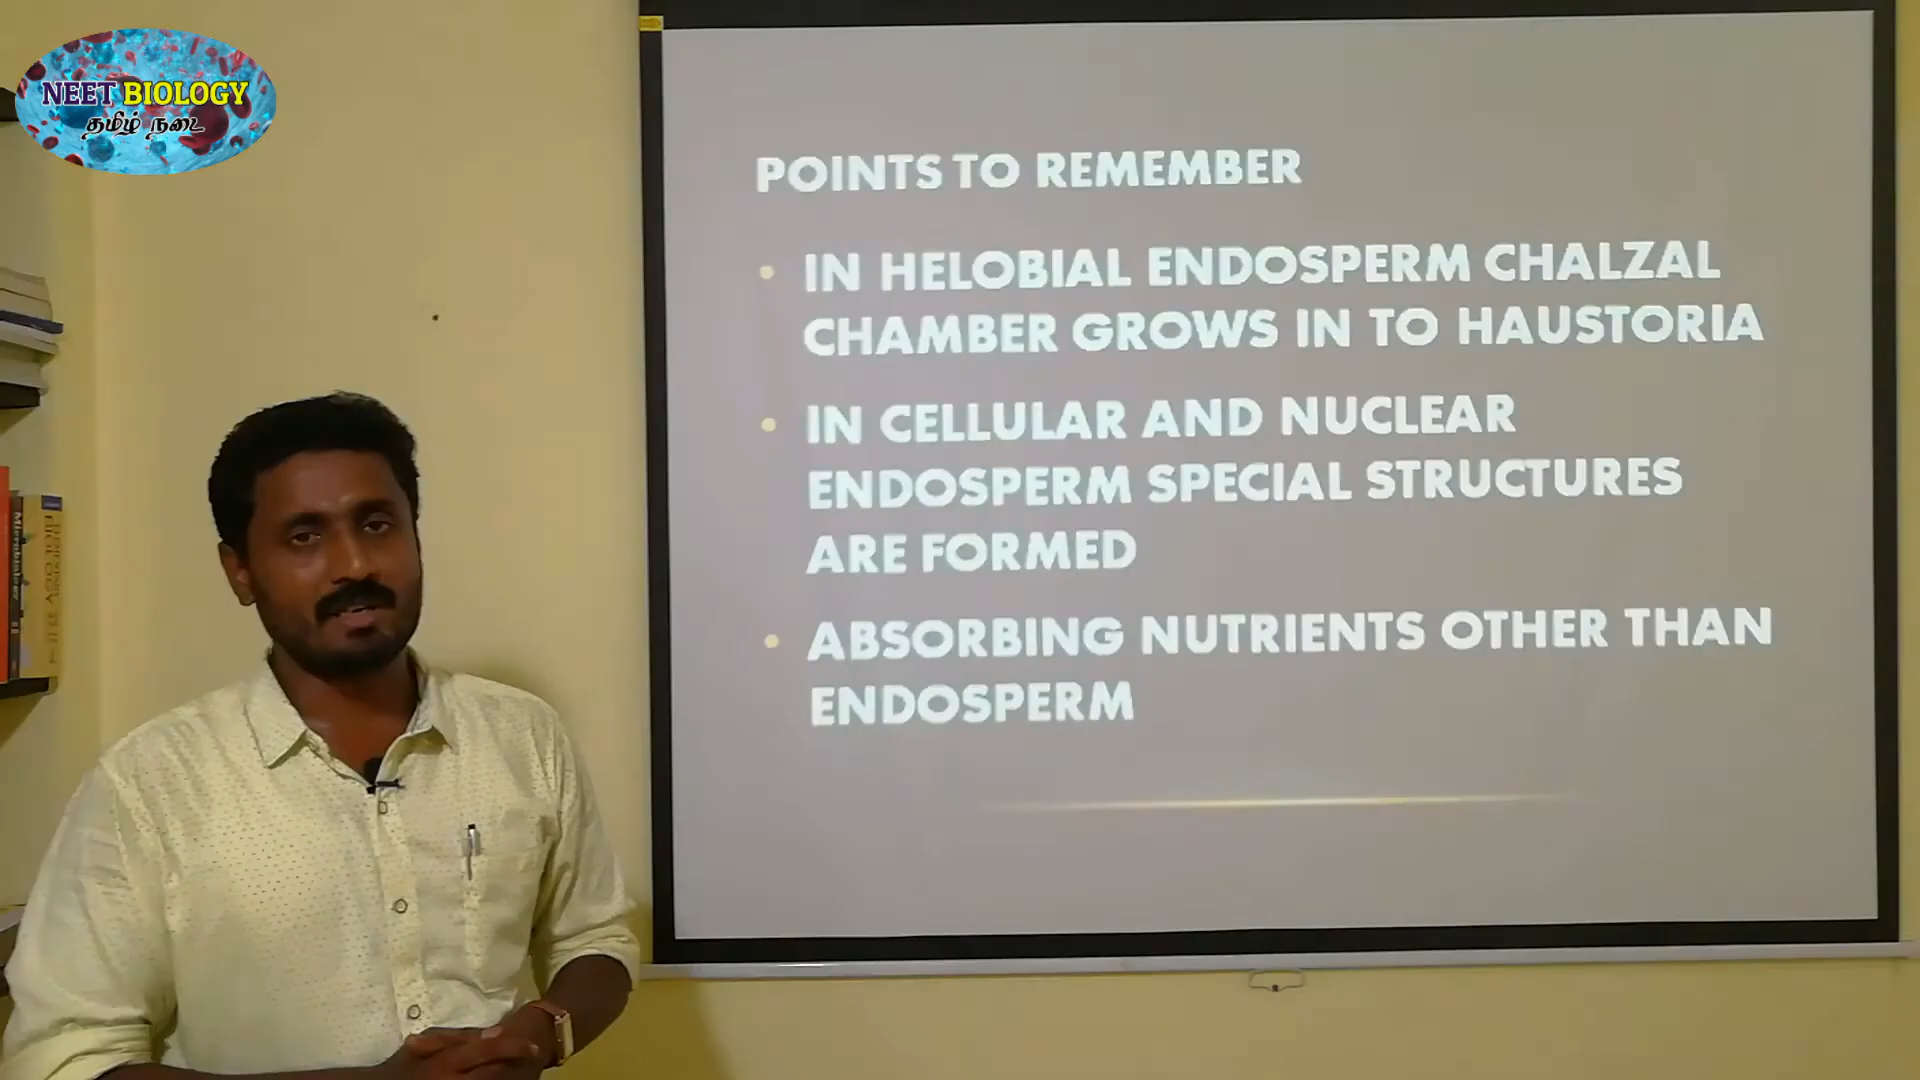 NEET BIOLOGY
தமிழ் நடை
POINTS TO REMEMBER
• IN HELOBIAL ENDOSPERM CHALZAL
CHAMBER GROWS IN TO HAUSTORIA
• IN CELLULAR AND NUCLEAR
ENDOSPERM SPECIAL STRUCTURES
ARE FORMED
• ABSORBING NUTRIENTS OTHER THAN
ENDOSPERM
Microbiology